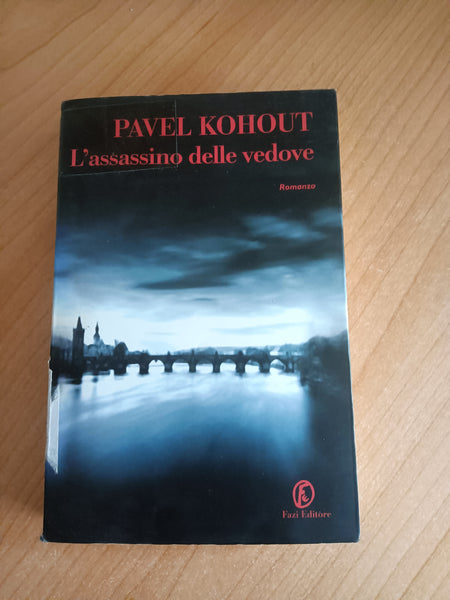 PAVEL KOHOUT
L'assassino delle vedove
Romanzo
Fazi Editore